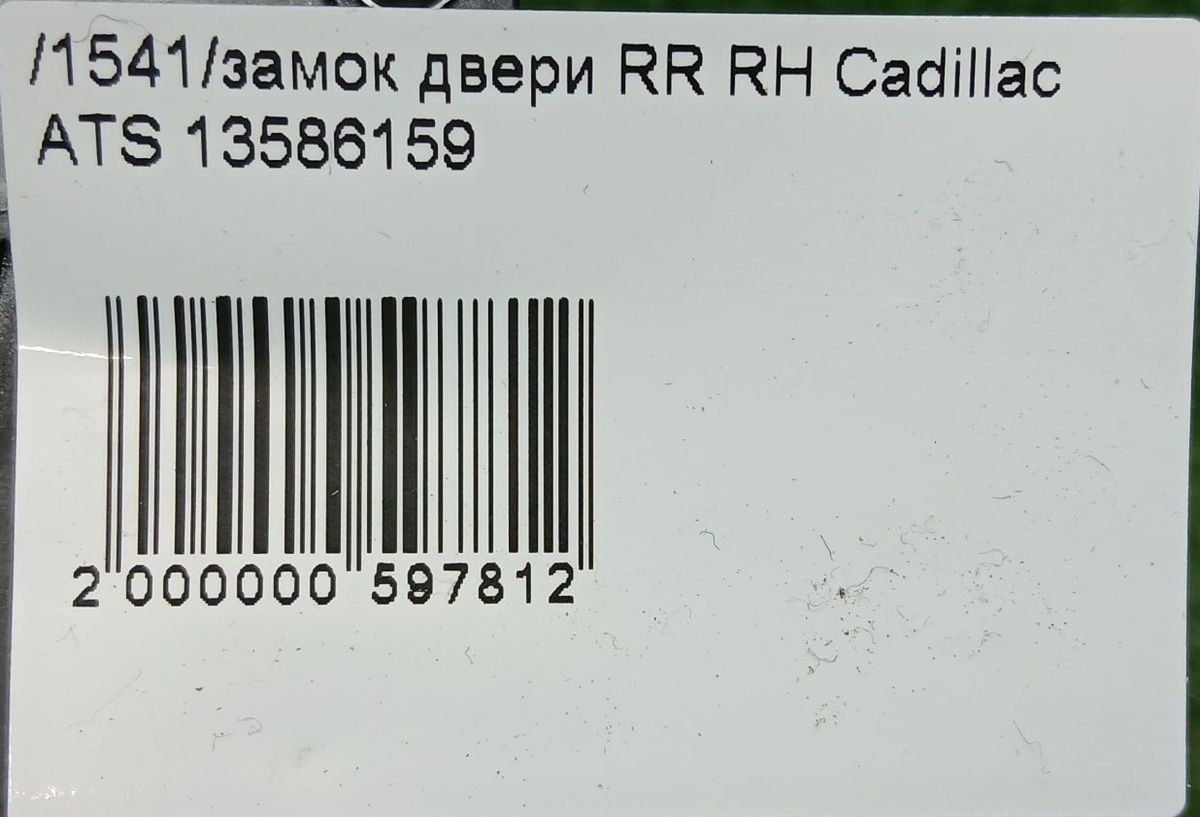 /1541/замок двери RR RH Cadillac
ATS 13586159
2 000000 597812